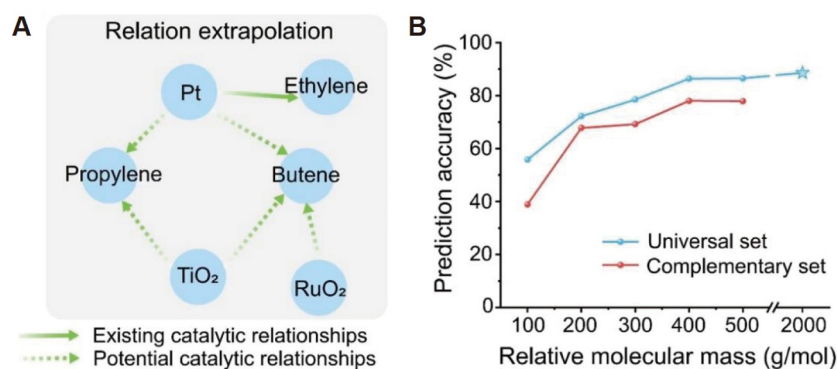 A
Relation extrapolation
Pt
Ethylene
Propylene
Butene
TiO₂
RuO₂
Existing catalytic relationships
Potential catalytic relationships
B
Prediction accuracy (%)
100
80
60
40
20
0
Universal set
Complementary set
100 200 300 400 500 2000
Relative molecular mass (g/mol)